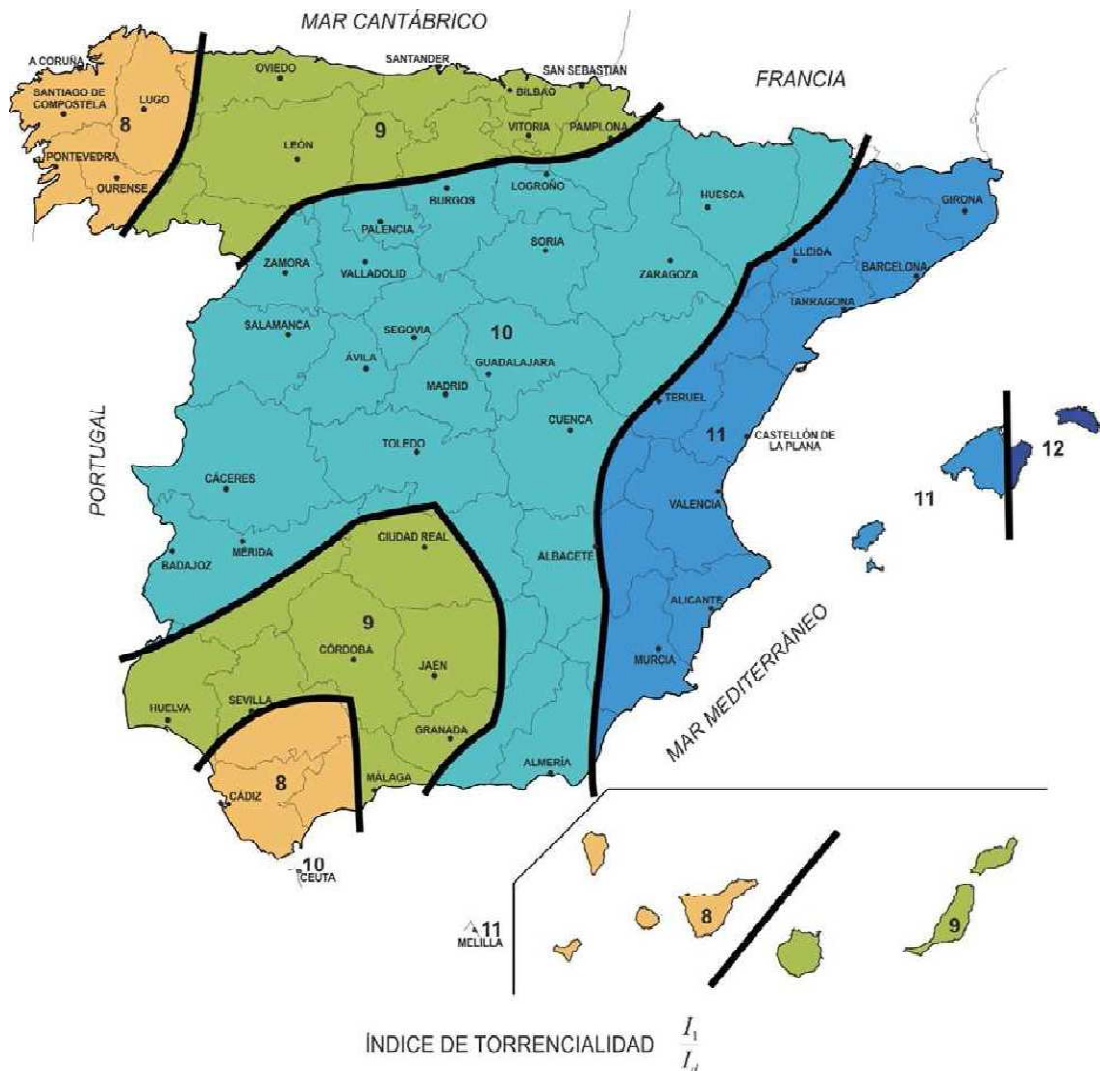 MAR CANTÁBRICO
A CORUÑA
OVIEDO
SANTANDER
SAN SEBASTIAN
FRANCIA
SANTIAGO DE
COMPOSTELA
LUGO
BILBAO
8
9
VITORIA
PAMPLONA
LEÓN
PONTEVEDRA
OURENSE
LOGROÑO
BURGOS
HUESCA
GIRONA
PALENCIA
SORIA
ZAMORA
VALLADOLID
ZARAGOZA
LLEIDA
BARCELONA
TARRAGONA
SALAMANCA
SEGOVIA
10
ÁVILA
GUADALAJARA
MADRID
TERUEL
CUENCA
11
CASTELLÓN DE
LA PLANA
12
TOLEDO
PORTUGAL
CÁCERES
VALENCIA
11
CIUDAD REAL
MÉRIDA
BADAJOZ
ALBACETE
ALICANTE
9
CÓRDOBA
JAEN
MURCIA
MAR MEDITERRÁNEO
SEVILLA
HUELVA
GRANADA
ALMERÍA
MÁLAGA
8
CÁDIZ
10
CEUTA
11
MELILLA
8
9
ÍNDICE DE TORRENCIALIDAD I₁/I_d